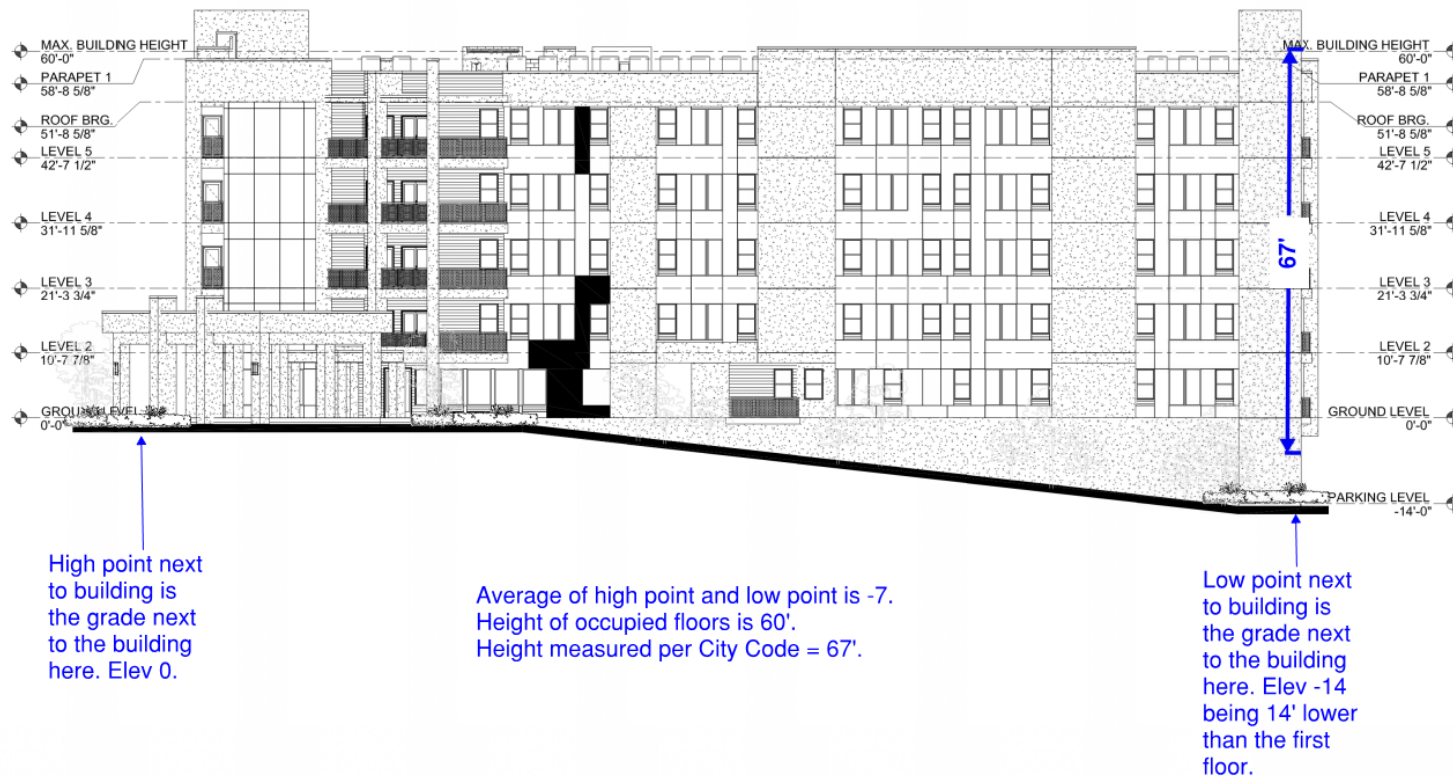 MAX. BUILDING HEIGHT
60'-0"
PARAPET 1
58'-8 5/8"
ROOF BRG.
51'-8 5/8"
LEVEL 5
42'-7 1/2"
LEVEL 4
31'-11 5/8"
LEVEL 3
21'-3 3/4"
LEVEL 2
10'-7 7/8"
GROUND LEVEL
0'-0"
MAX. BUILDING HEIGHT
60'-0"
PARAPET 1
58'-8 5/8"
ROOF BRG.
51'-8 5/8"
LEVEL 5
42'-7 1/2"
LEVEL 4
31'-11 5/8"
LEVEL 3
21'-3 3/4"
LEVEL 2
10'-7 7/8"
GROUND LEVEL
0'-0"
PARKING LEVEL
-14'-0"
67'
High point next
to building is
the grade next
to the building
here. Elev 0.
Average of high point and low point is -7.
Height of occupied floors is 60'.
Height measured per City Code = 67'.
Low point next
to building is
the grade next
to the building
here. Elev -14
being 14' lower
than the first
floor.